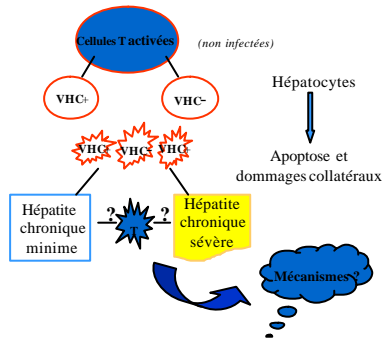 Cellules T activées
(non infectées)
VHC+
VHC-
Hépatocytes
VHC+
VHC-
VHC+
Apoptose et
dommages collatéraux
Hépatite
chronique
minime
?
T
?
Hépatite
chronique
sévère
Mécanismes ?